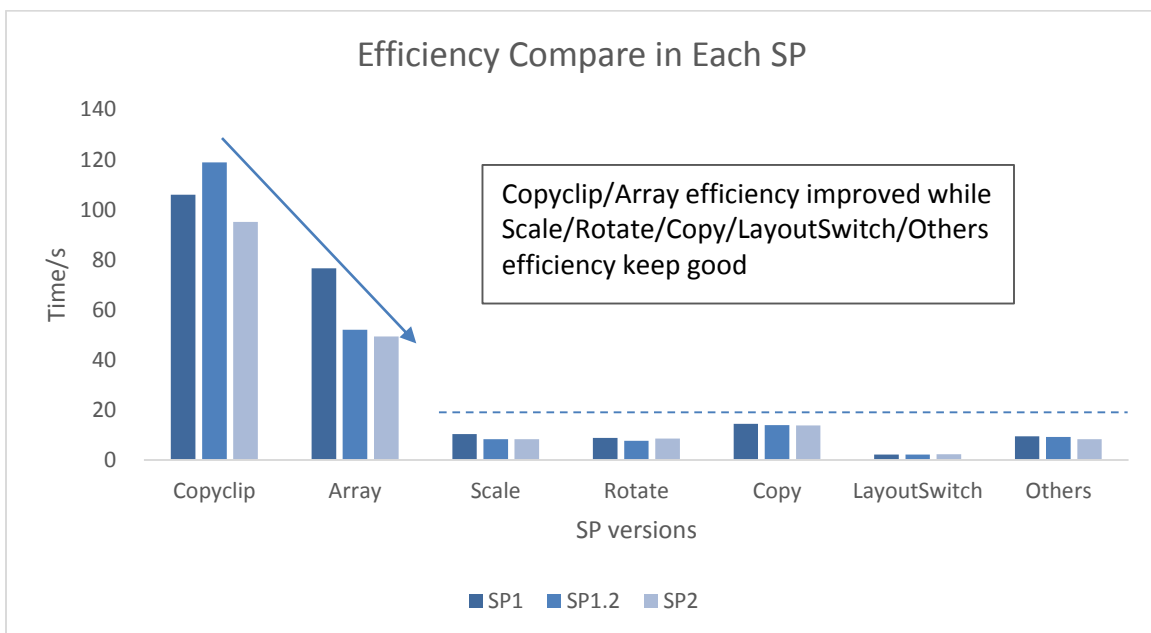 Efficiency Compare in Each SP
140
120
100
80
60
40
20
0
Time/s
Copyclip/Array efficiency improved while
Scale/Rotate/Copy/LayoutSwitch/Others
efficiency keep good
Copyclip Array Scale Rotate Copy LayoutSwitch Others
SP versions
SP1 SP1.2 SP2